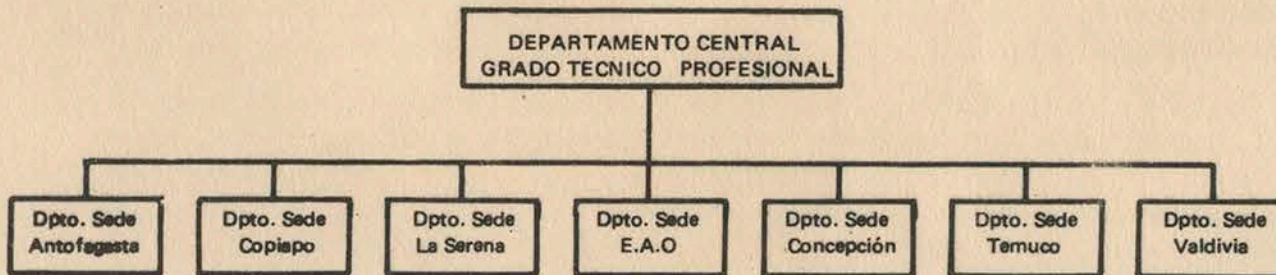 DEPARTAMENTO CENTRAL
GRADO TECNICO PROFESIONAL
Dpto. Sede
Antofagasta
Dpto. Sede
Copiapo
Dpto. Sede
La Serena
Dpto. Sede
E.A.O
Dpto. Sede
Concepción
Dpto. Sede
Temuco
Dpto. Sede
Valdivia